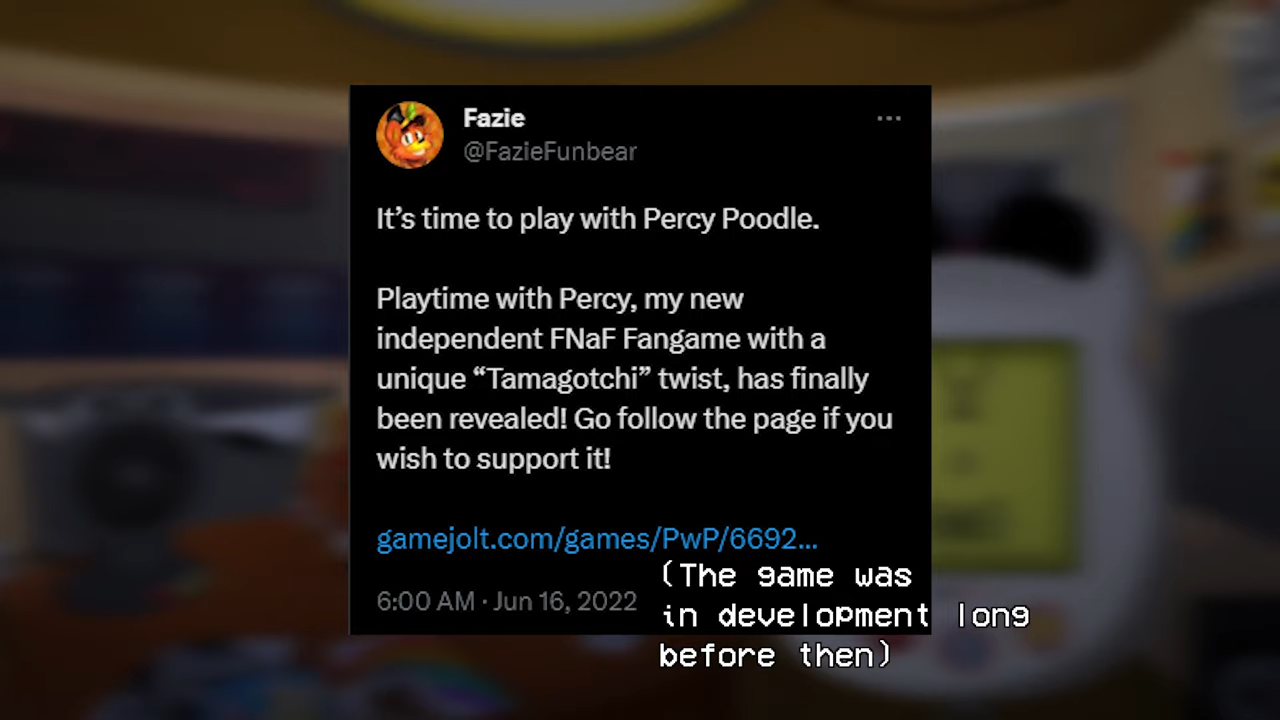 Fazie
@FazieFunbear
It’s time to play with Percy Poodle.
Playtime with Percy, my new
independent FNaF Fangame with a
unique “Tamagotchi” twist, has finally
been revealed! Go follow the page if you
wish to support it!
gamejolt.com/games/PwP/6692...
6:00 AM · Jun 16, 2022
(The game was
in development long
before then)